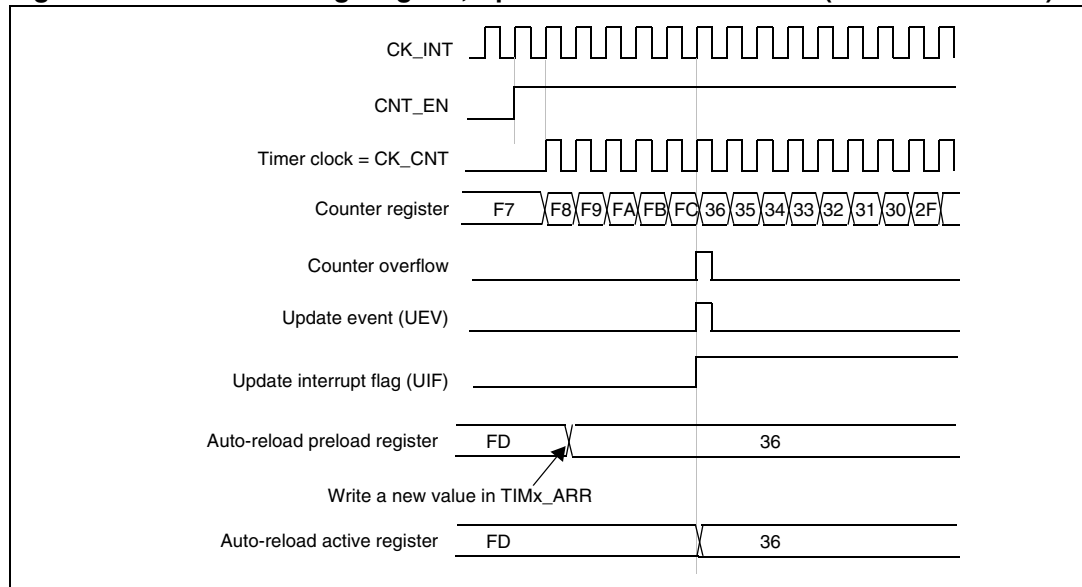 CK_INT
CNT_EN
Timer clock = CK_CNT
Counter register F7 F8 F9 FA FB FC 36 35 34 33 32 31 30 2F
Counter overflow
Update event (UEV)
Update interrupt flag (UIF)
Auto-reload preload register FD 36
Write a new value in TIMx_ARR
Auto-reload active register FD 36